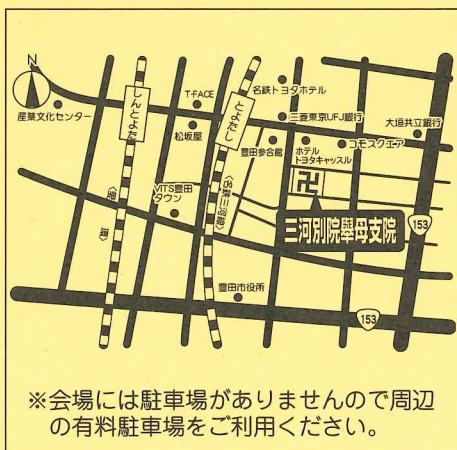 N
産業文化センター
しんとよた
T-FACE
松坂屋
とよたし
名鉄トヨタホテル
三菱東京UFJ銀行
大垣共立銀行
豊田参合館
ホテル
トヨタキャッスル
コモスクエア
卍
VITS豊田
タウン
〈名鉄三河線〉
三河別院擧母支院
153
豊田市役所
153
※会場には駐車場がありませんので周辺
の有料駐車場をご利用ください。